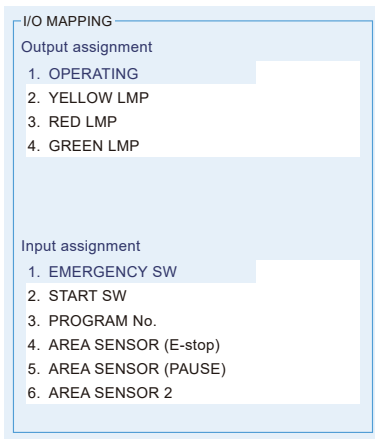 I/O MAPPING
Output assignment
1. OPERATING
2. YELLOW LMP
3. RED LMP
4. GREEN LMP
Input assignment
1. EMERGENCY SW
2. START SW
3. PROGRAM No.
4. AREA SENSOR (E-stop)
5. AREA SENSOR (PAUSE)
6. AREA SENSOR 2